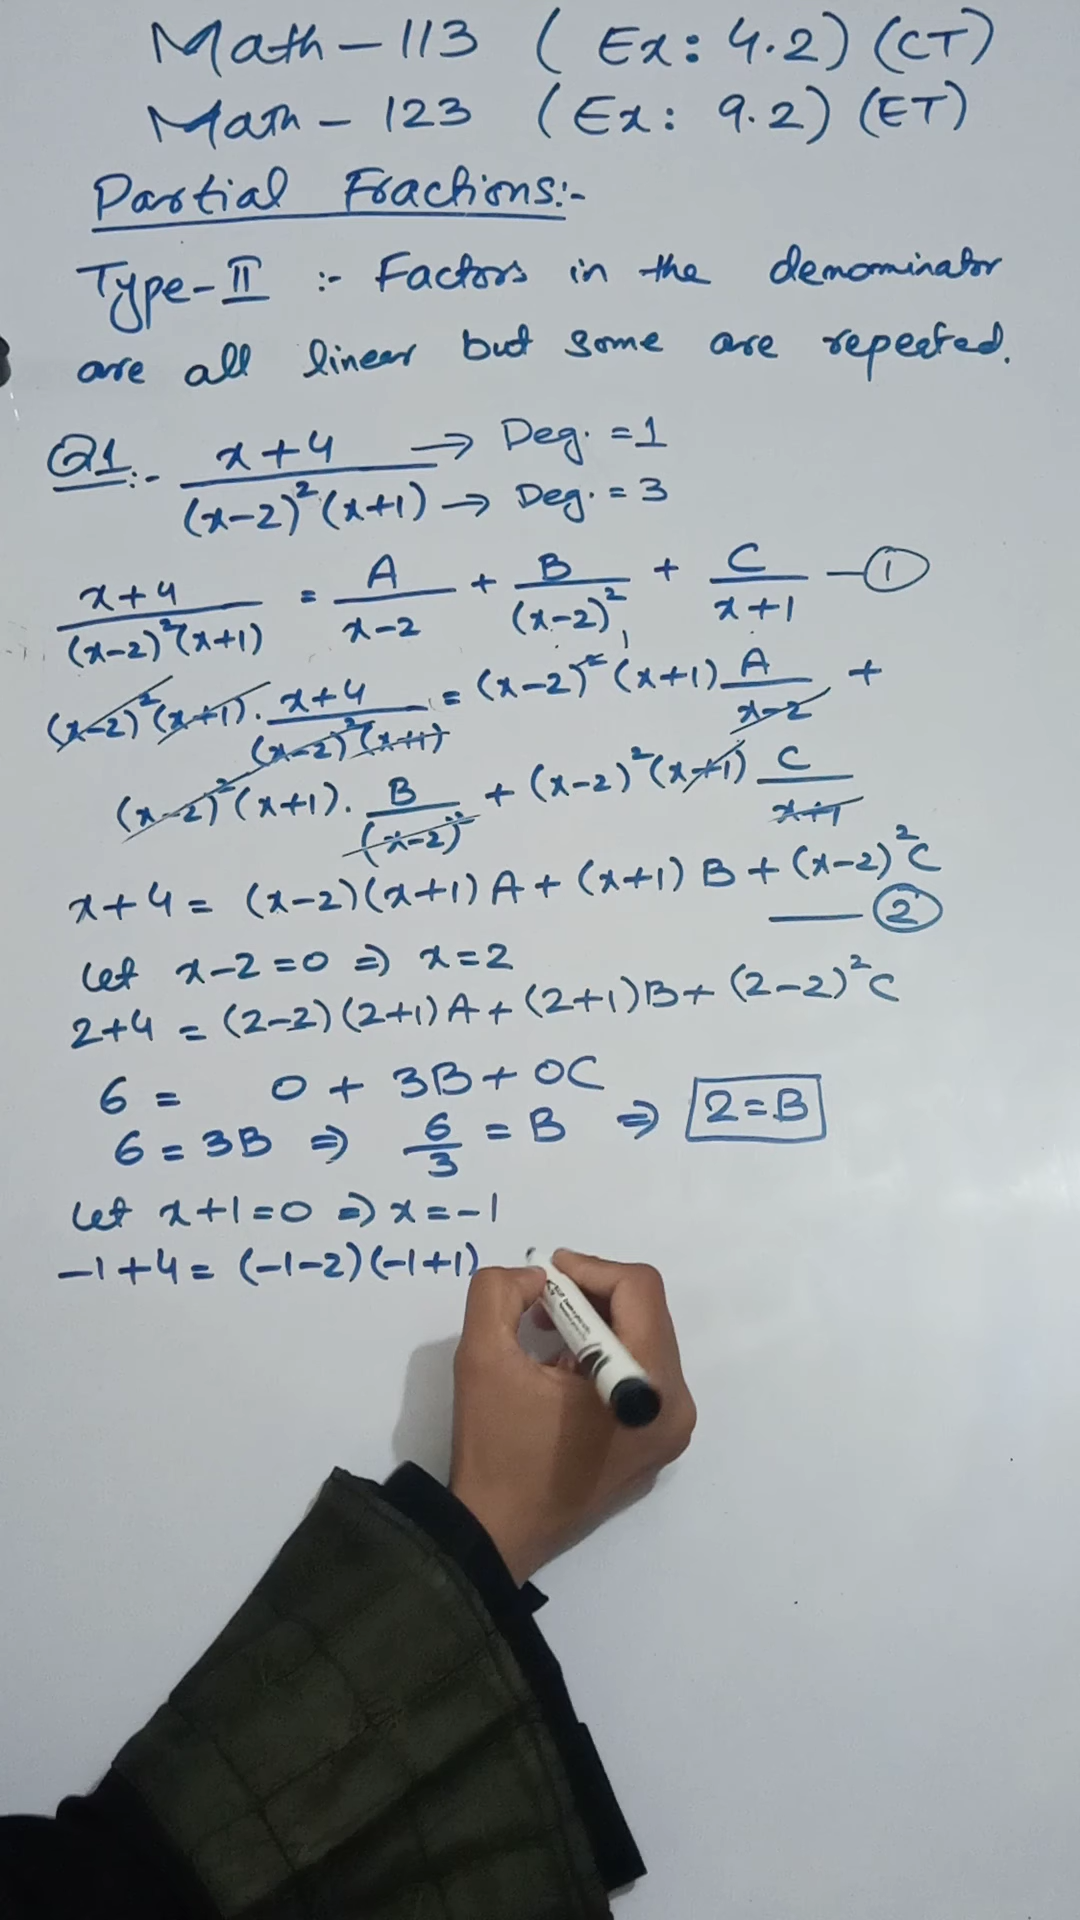 Math - 113 ( Ex: 4.2) (CT)
Math - 123 (Ex: 9.2) (ET)
Partial Fractions:-
Type-II :- Factors in the denominator
are all linear but some are repeated.
Q1:- x+4/(x-2)²(x+1) → Deg. = 1 → Deg. = 3
x+4/(x-2)²(x+1) = A/x-2 + B/(x-2)² + C/x+1 — ①
(x-2)²(x+1). x+4/(x-2)²(x+1) = (x-2)²(x+1) A/x-2 +
(x-2)²(x+1). B/(x-2)² + (x-2)²(x+1) C/x+1
x+4 = (x-2)(x+1) A + (x+1) B + (x-2)²C
— ②
Let x-2=0 ⇒ x=2
2+4 = (2-2)(2+1)A + (2+1)B + (2-2)²C
6 = 0 + 3B + 0C
6 = 3B ⇒ 6/3 = B ⇒ 2=B
Let x+1=0 ⇒ x=-1
-1+4 = (-1-2)(-1+1)